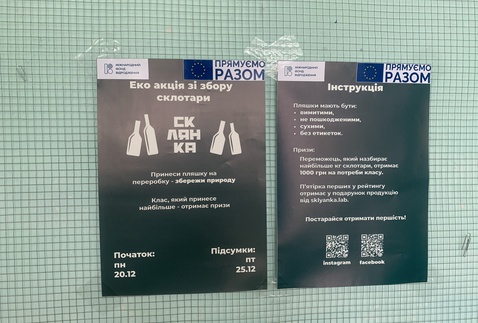 МІЖНАРОДНИЙ
ФОНД
ВІДРОДЖЕННЯ
ПРЯМУЄМО
РАЗОМ
Еко акція зі збору
склотари
СК
ЛЯН
КА
Принеси пляшку на
переробку - збережи природу
Клас, який принесе
найбільше - отримає призи
Початок:
пн
20.12
Підсумки:
пт
25.12
МІЖНАРОДНИЙ
ФОНД
ВІДРОДЖЕННЯ
ПРЯМУЄМО
РАЗОМ
Інструкція
Пляшки мають бути:
• вимитими,
• не пошкодженими,
• сухими,
• без етикеток.
Призи:
Переможець, який назбирає
найбільше кг склотари, отримає
1000 грн на потреби класу.
П'ятірка перших у рейтингу
отримає у подарунок продукцію
від sklyanka.lab.
Постарайся отримати першість!
instagram
facebook